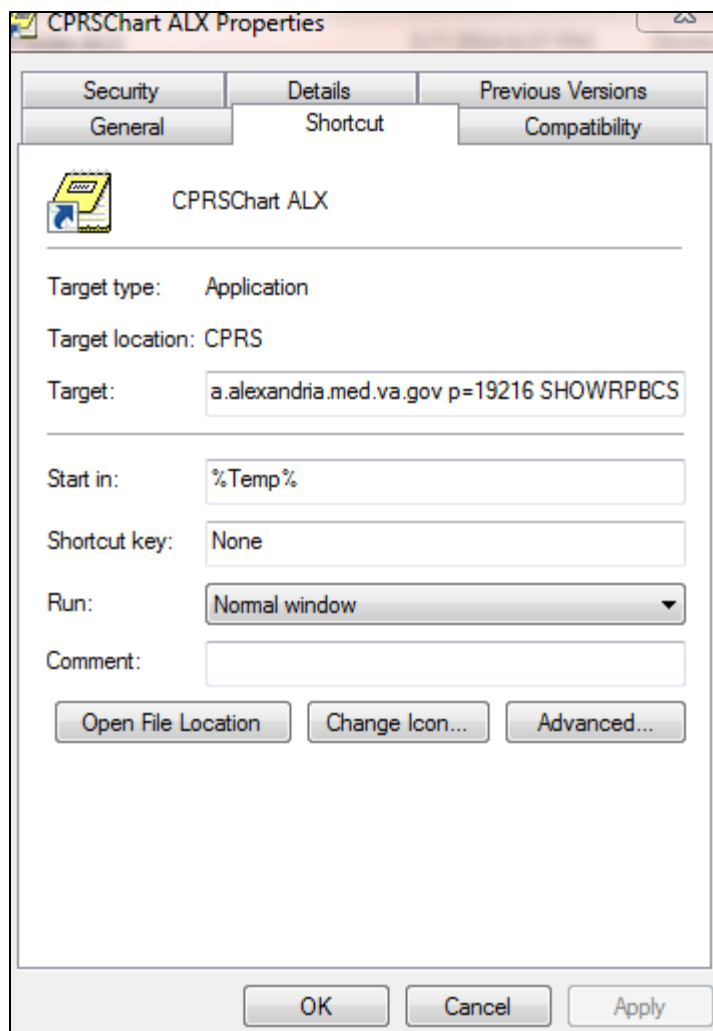 CPRSChart ALX Properties
Security Details Previous Versions
General Shortcut Compatibility
CPRSChart ALX
Target type: Application
Target location: CPRS
Target: a.alexandria.med.va.gov p=19216 SHOWRPBCS
Start in: %Temp%
Shortcut key: None
Run: Normal window
Comment:
Open File Location Change Icon... Advanced...
OK Cancel Apply